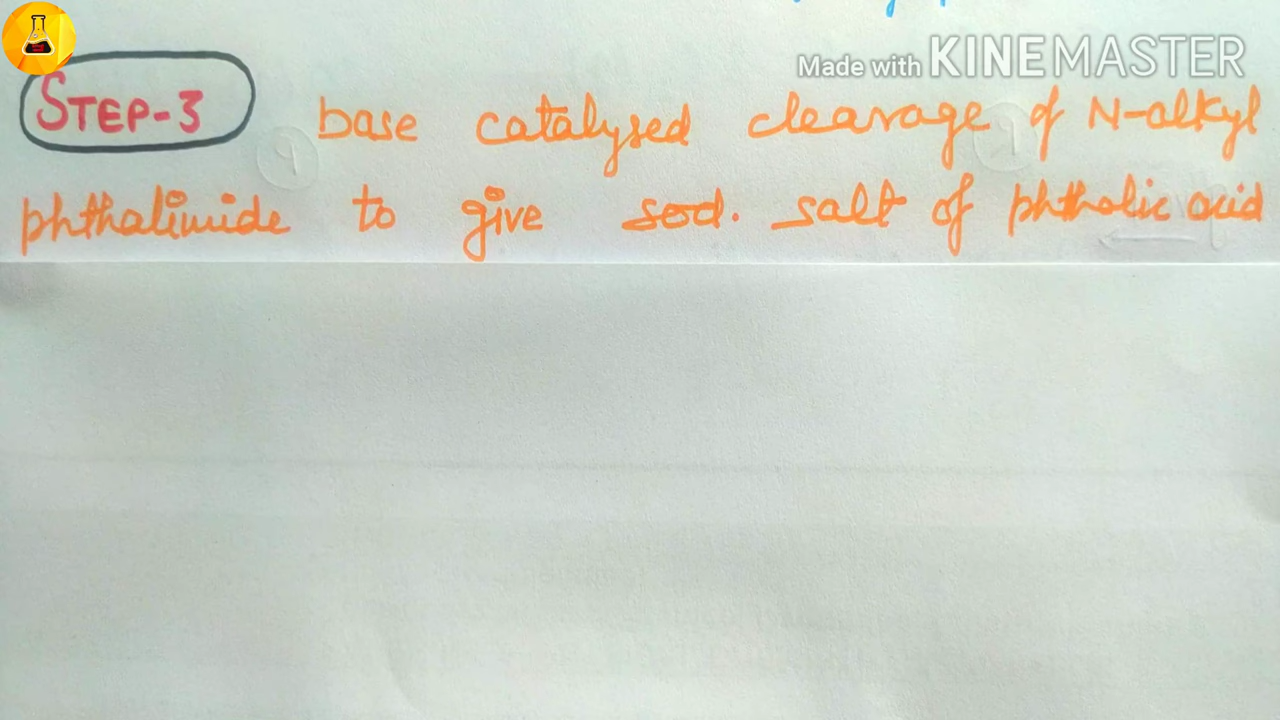 Made with KINEMASTER
STEP-3 base catalysed cleavage of N-alkyl
phthalimide to give sod. salt of phthalic acid